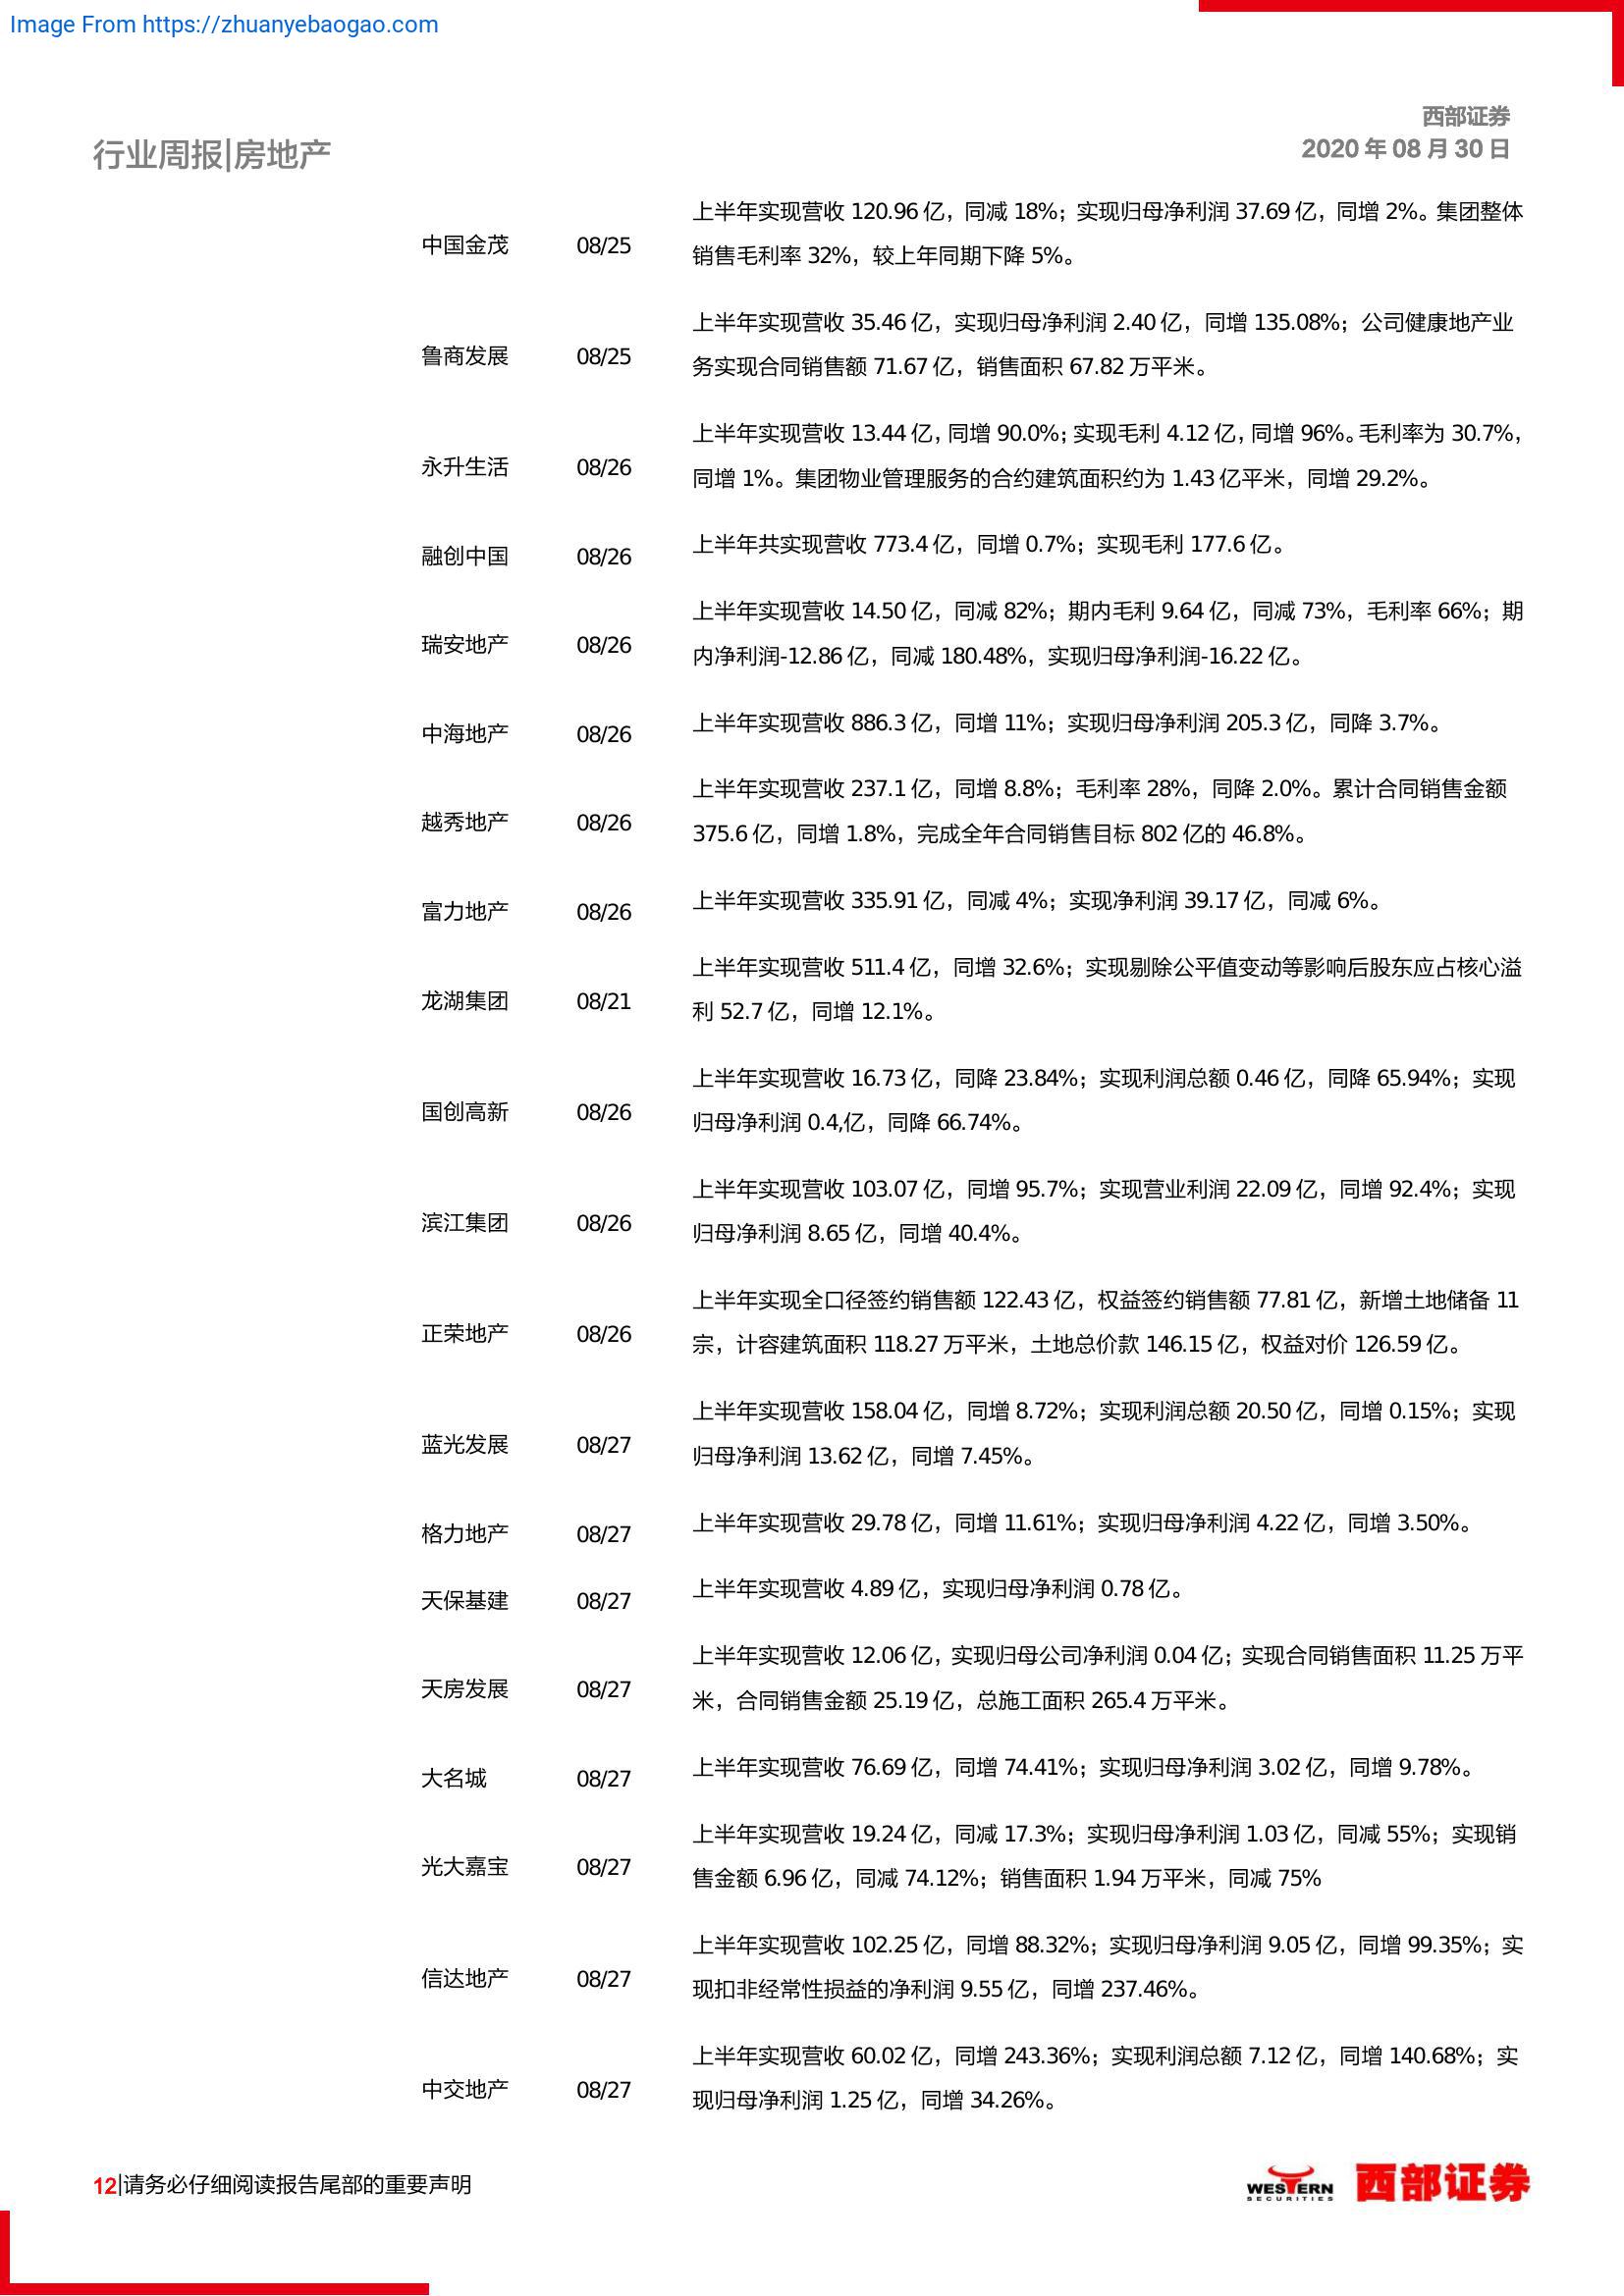 Image From https://zhuanyebaogao.com
西部证券
行业周报|房地产
2020 年 08 月 30 日
上半年实现营收 120.96 亿，同减 18%；实现归母净利润 37.69 亿，同增 2%。集团整体
中国金茂 08/25
销售毛利率 32%，较上年同期下降 5%。
上半年实现营收 35.46 亿，实现归母净利润 2.40 亿，同增 135.08%；公司健康地产业
鲁商发展 08/25
务实现合同销售额 71.67 亿，销售面积 67.82 万平米。
上半年实现营收 13.44 亿，同增 90.0%；实现毛利 4.12 亿，同增 96%。毛利率为 30.7%，
永升生活 08/26
同增 1%。集团物业管理服务的合约建筑面积约为 1.43 亿平米，同增 29.2%。
融创中国 08/26 上半年共实现营收 773.4 亿，同增 0.7%；实现毛利 177.6 亿。
上半年实现营收 14.50 亿，同减 82%；期内毛利 9.64 亿，同减 73%，毛利率 66%；期
瑞安地产 08/26
内净利润-12.86 亿，同减 180.48%，实现归母净利润-16.22 亿。
中海地产 08/26 上半年实现营收 886.3 亿，同增 11%；实现归母净利润 205.3 亿，同降 3.7%。
上半年实现营收 237.1 亿，同增 8.8%；毛利率 28%，同降 2.0%。累计合同销售金额
越秀地产 08/26
375.6 亿，同增 1.8%，完成全年合同销售目标 802 亿的 46.8%。
富力地产 08/26 上半年实现营收 335.91 亿，同减 4%；实现净利润 39.17 亿，同减 6%。
上半年实现营收 511.4 亿，同增 32.6%；实现剔除公平值变动等影响后股东应占核心溢
龙湖集团 08/21
利 52.7 亿，同增 12.1%。
上半年实现营收 16.73 亿，同降 23.84%；实现利润总额 0.46 亿，同降 65.94%；实现
国创高新 08/26
归母净利润 0.4,亿，同降 66.74%。
上半年实现营收 103.07 亿，同增 95.7%；实现营业利润 22.09 亿，同增 92.4%；实现
滨江集团 08/26
归母净利润 8.65 亿，同增 40.4%。
上半年实现全口径签约销售额 122.43 亿，权益签约销售额 77.81 亿，新增土地储备 11
正荣地产 08/26
宗，计容建筑面积 118.27 万平米，土地总价款 146.15 亿，权益对价 126.59 亿。
上半年实现营收 158.04 亿，同增 8.72%；实现利润总额 20.50 亿，同增 0.15%；实现
蓝光发展 08/27
归母净利润 13.62 亿，同增 7.45%。
格力地产 08/27 上半年实现营收 29.78 亿，同增 11.61%；实现归母净利润 4.22 亿，同增 3.50%。
天保基建 08/27 上半年实现营收 4.89 亿，实现归母净利润 0.78 亿。
上半年实现营收 12.06 亿，实现归母公司净利润 0.04 亿；实现合同销售面积 11.25 万平
天房发展 08/27
米，合同销售金额 25.19 亿，总施工面积 265.4 万平米。
大名城 08/27 上半年实现营收 76.69 亿，同增 74.41%；实现归母净利润 3.02 亿，同增 9.78%。
上半年实现营收 19.24 亿，同减 17.3%；实现归母净利润 1.03 亿，同减 55%；实现销
光大嘉宝 08/27
售金额 6.96 亿，同减 74.12%；销售面积 1.94 万平米，同减 75%
上半年实现营收 102.25 亿，同增 88.32%；实现归母净利润 9.05 亿，同增 99.35%；实
信达地产 08/27
现扣非经常性损益的净利润 9.55 亿，同增 237.46%。
上半年实现营收 60.02 亿，同增 243.36%；实现利润总额 7.12 亿，同增 140.68%；实
中交地产 08/27
现归母净利润 1.25 亿，同增 34.26%。
12|请务必仔细阅读报告尾部的重要声明
WESTERN
SECURITIES
西部证券